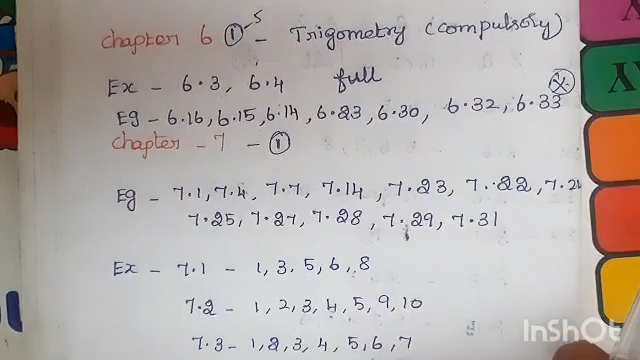 chapter 6 ① -5 - Trigometry (compulsory)
Ex - 6.3, 6.4 full
Eg - 6.16, 6.15, 6.14, 6.23, 6.30, 6.32, 6.33
chapter - 7 - ①
Eg - 7.1, 7.4, 7.7, 7.14, 7.23, 7.22, 7.2
7.25, 7.27, 7.28, 7.29, 7.31
Ex - 7.1 - 1, 3, 5, 6, 8
7.2 - 1, 2, 3, 4, 5, 9, 10
7.3 - 1, 2, 3, 4, 5, 6, 7
InShOt